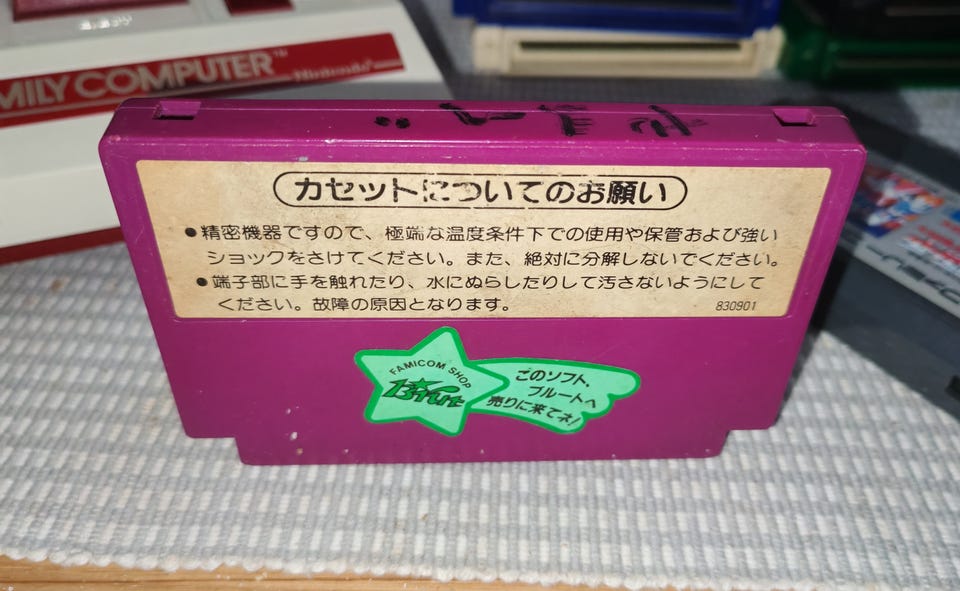 MILY COMPUTER™
Nintendo
カセットについてのお願い
●精密機器ですので、極端な温度条件下での使用や保管および強い
ショックをさけてください。また、絶対に分解しないでください。
●端子部に手を触れたり、水にぬらしたりして汚さないようにして
ください。故障の原因となります。
830901
FAMICOM SHOP
このソフト、
ブルートへ
売りに来てネ!